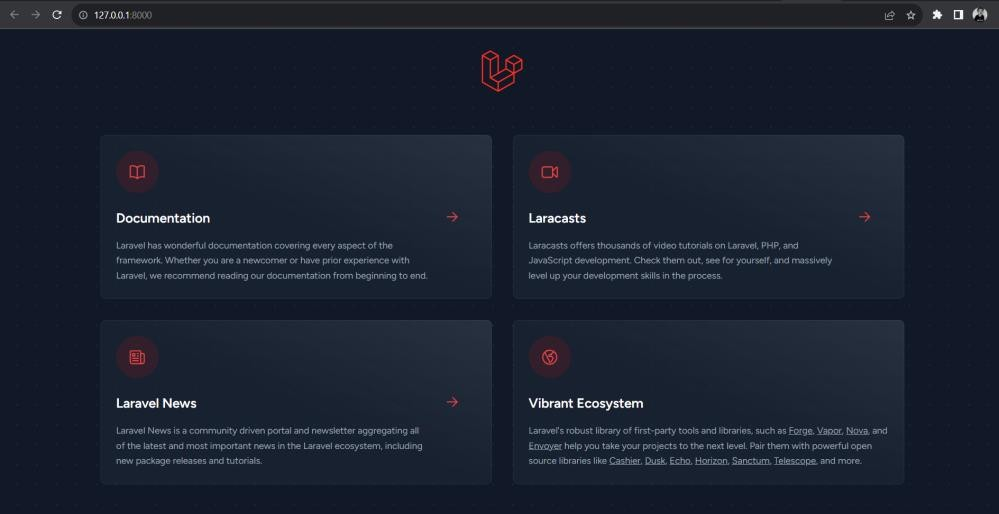 127.0.0.1:8000
Documentation
Laravel has wonderful documentation covering every aspect of the
framework. Whether you are a newcomer or have prior experience with
Laravel, we recommend reading our documentation from beginning to end.
Laracasts
Laracasts offers thousands of video tutorials on Laravel, PHP, and
JavaScript development. Check them out, see for yourself, and massively
level up your development skills in the process.
Laravel News
Laravel News is a community driven portal and newsletter aggregating all
of the latest and most important news in the Laravel ecosystem, including
new package releases and tutorials.
Vibrant Ecosystem
Laravel's robust library of first-party tools and libraries, such as Forge, Vapor, Nova, and
Envoyer help you take your projects to the next level. Pair them with powerful open
source libraries like Cashier, Dusk, Echo, Horizon, Sanctum, Telescope, and more.